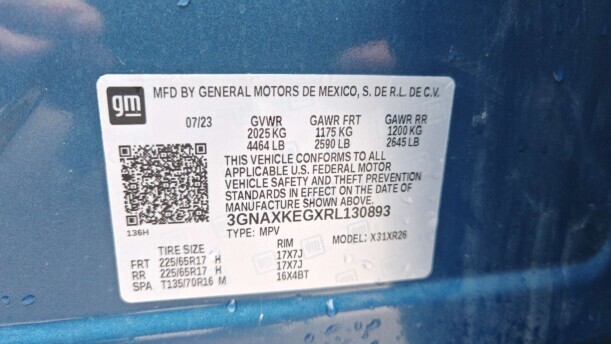 gm
MFD BY GENERAL MOTORS DE MEXICO, S. DE R.L. DE C.V.
07/23 GVWR GAWR FRT GAWR RR
2025 KG 1175 KG 1200 KG
4464 LB 2590 LB 2645 LB
THIS VEHICLE CONFORMS TO ALL
APPLICABLE U.S. FEDERAL MOTOR
VEHICLE SAFETY AND THEFT PREVENTION
STANDARDS IN EFFECT ON THE DATE OF
MANUFACTURE SHOWN ABOVE.
3GNAXKEGXRL130893
136H
TYPE: MPV MODEL: X31XR26
TIRE SIZE RIM
FRT 225/65R17 H 17X7J
RR 225/65R17 H 17X7J
SPA T135/70R16 M 16X4BT